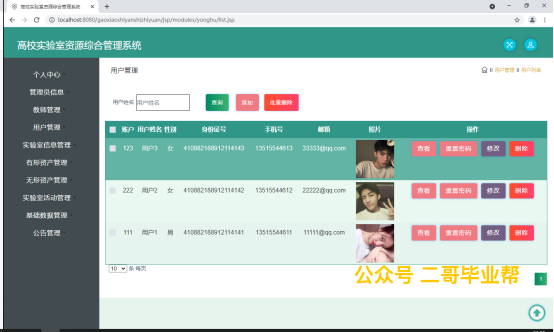 高校实验室资源综合管理系统
localhost:8080/gaoxiaoshiyanshiziyuan/jsp/modules/yonghu/list.jsp
高校实验室资源综合管理系统
个人中心
管理员信息
教师管理
用户管理
实验室信息管理
有形资产管理
无形资产管理
实验室活动管理
基础数据管理
公告管理
用户管理
用户管理 用户列表
用户姓名 用户姓名 查询 添加 批量删除
账户 用户姓名 性别 身份证号 手机号 邮箱 照片 操作
123 用户3 女 410882188912114143 13515544613 33333@qq.com 查看 重置密码 修改 删除
222 用户2 女 410882188912114142 13515544612 22222@qq.com 查看 重置密码 修改 删除
111 用户1 男 410882188912114141 13515544611 11111@qq.com 查看 重置密码 修改 删除
10 条 每页
1
公众号 二哥毕业帮